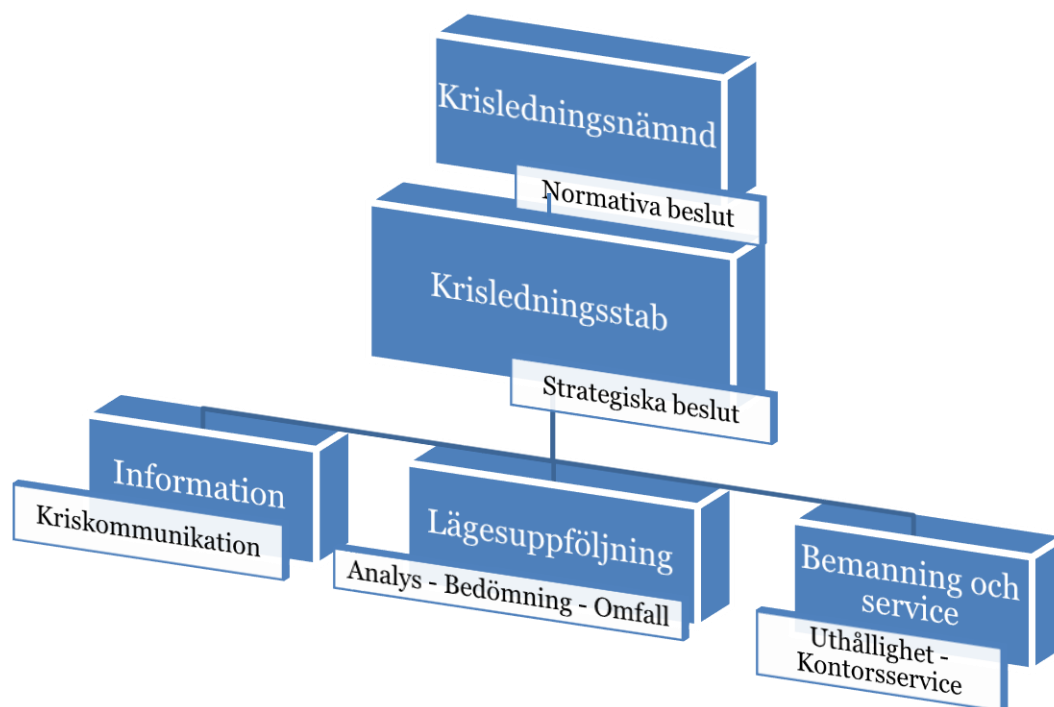 Krisledningsnämnd
Normativa beslut
Krisledningsstab
Strategiska beslut
Information
Kriskommunikation
Lägesuppföljning
Analys - Bedömning - Omfall
Bemanning och
service
Uthållighet -
Kontorsservice